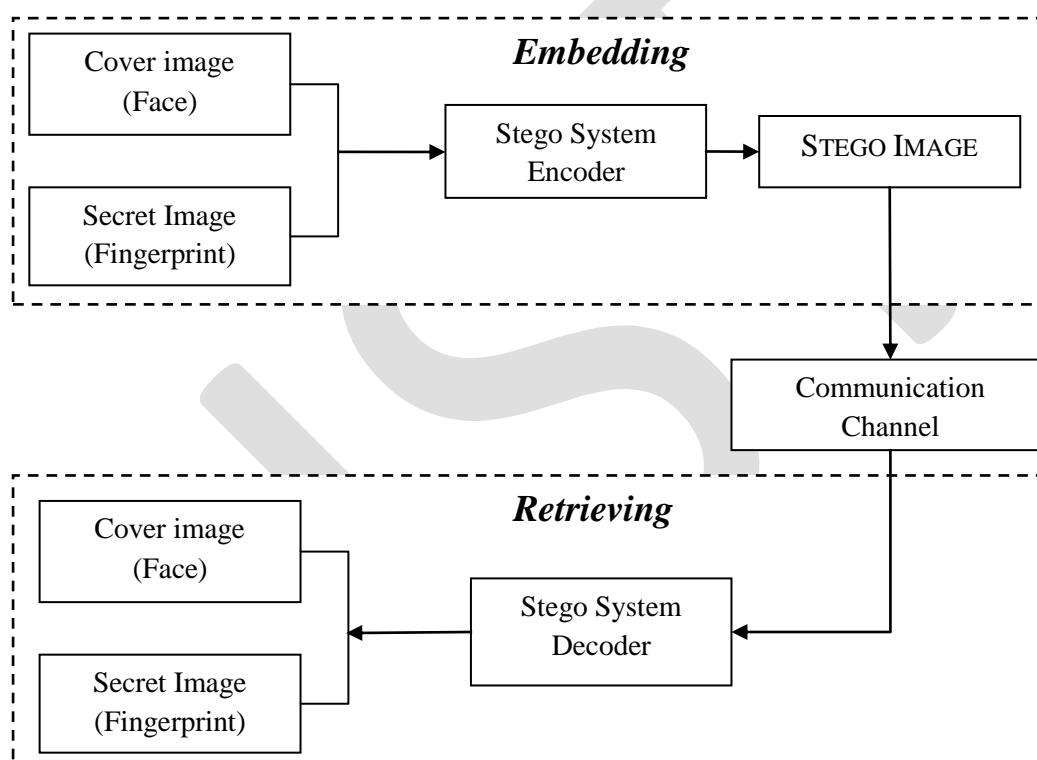 Embedding
Cover image
(Face)
Stego System
Encoder
STEGO IMAGE
Secret Image
(Fingerprint)
Communication
Channel
Retrieving
Cover image
(Face)
Stego System
Decoder
Secret Image
(Fingerprint)